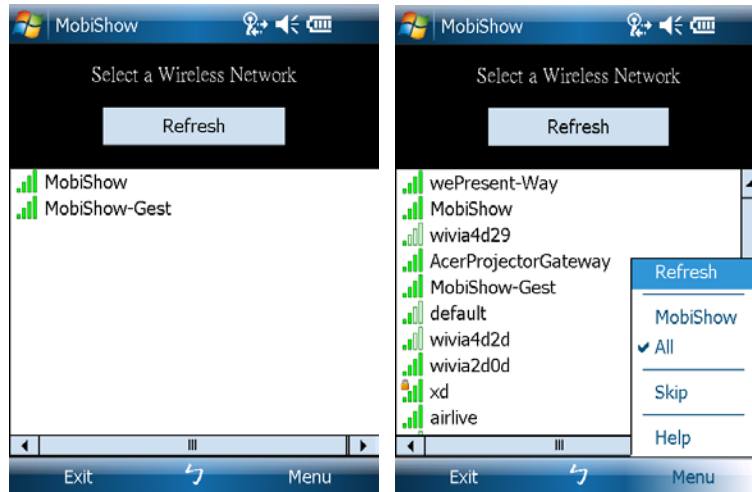 MobiShow
Select a Wireless Network
Refresh
MobiShow
MobiShow-Gest
Exit
ㄣ
Menu
MobiShow
Select a Wireless Network
Refresh
wePresent-Way
MobiShow
wivia4d29
AcerProjectorGateway
MobiShow-Gest
default
wivia4d2d
wivia2d0d
xd
airlive
Refresh
MobiShow
All
Skip
Help
Exit
ㄣ
Menu